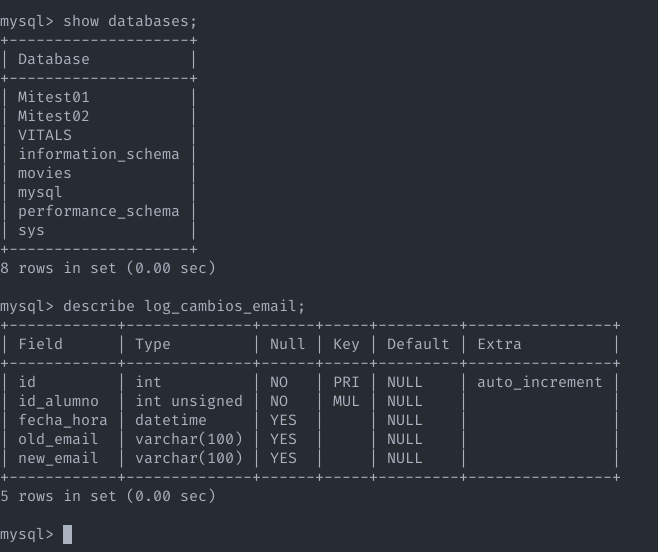 mysql> show databases;
+--------------------+
| Database           |
+--------------------+
| Mitest01           |
| Mitest02           |
| VITALS             |
| information_schema |
| movies             |
| mysql              |
| performance_schema |
| sys                |
+--------------------+
8 rows in set (0.00 sec)
mysql> describe log_cambios_email;
+------------+--------------+------+-----+---------+----------------+
| Field      | Type         | Null | Key | Default | Extra          |
+------------+--------------+------+-----+---------+----------------+
| id         | int          | NO   | PRI | NULL    | auto_increment |
| id_alumno  | int unsigned | NO   | MUL | NULL    |                |
| fecha_hora | datetime     | YES  |     | NULL    |                |
| old_email  | varchar(100) | YES  |     | NULL    |                |
| new_email  | varchar(100) | YES  |     | NULL    |                |
+------------+--------------+------+-----+---------+----------------+
5 rows in set (0.00 sec)
mysql>